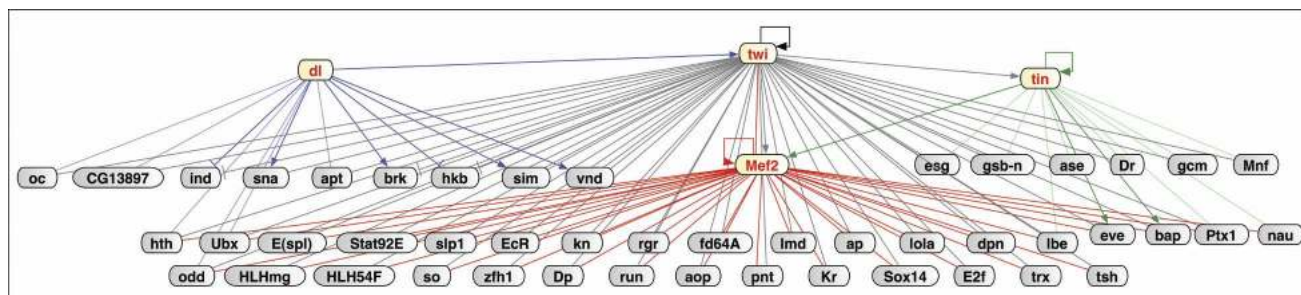 twi
dl
tin
Mef2
oc CG13897 ind sna apt brk hkb sim vnd esg gsb-n ase Dr gcm Mnf
hth Ubx E(spl) Stat92E slp1 EcR kn rgr fd64A lmd ap lola dpn lbe eve bap Ptx1 nau
odd HLHmg HLH54F so zfh1 Dp run aop pnt Kr Sox14 E2f trx tsh